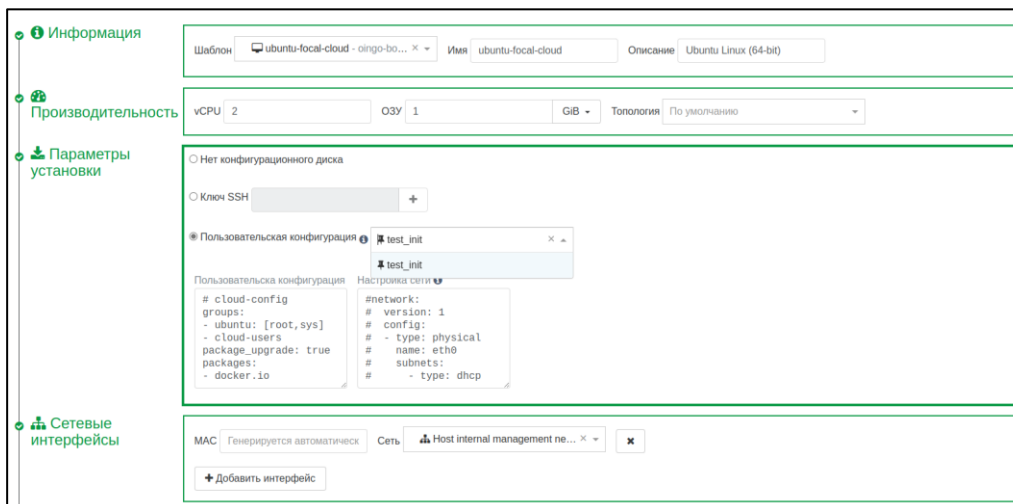 Информация
Шаблон ubuntu-focal-cloud - oingo-bo... × Имя ubuntu-focal-cloud Описание Ubuntu Linux (64-bit)
Производительность
vCPU 2 ОЗУ 1 GiB Топология По умолчанию
Параметры установки
Нет конфигурационного диска
Ключ SSH +
Пользовательская конфигурация test_init ×
test_init
Пользовательска конфигурация Настройка сети
# cloud-config
groups:
- ubuntu: [root,sys]
- cloud-users
package_upgrade: true
packages:
- docker.io
#network:
# version: 1
# config:
# - type: physical
# name: eth0
# subnets:
# - type: dhcp
Сетевые интерфейсы
MAC Генерируется автоматическ Сеть Host internal management ne... × ×
+ Добавить интерфейс